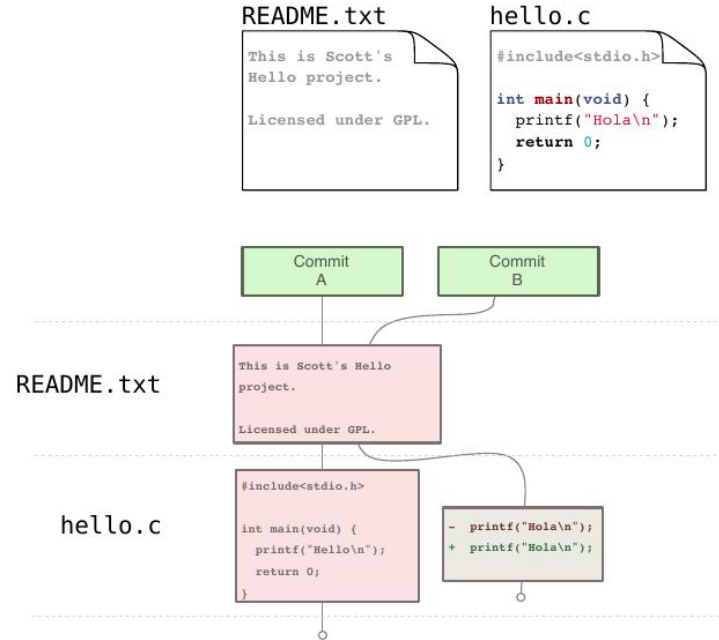 README.txt
hello.c
This is Scott's
Hello project.
Licensed under GPL.
#include<stdio.h>
int main(void) {
printf("Hola\n");
return 0;
}
Commit
A
Commit
B
README.txt
This is Scott's Hello
project.
Licensed under GPL.
hello.c
#include<stdio.h>
int main(void) {
printf("Hello\n");
return 0;
}
- printf("Hola\n");
+ printf("Hola\n");